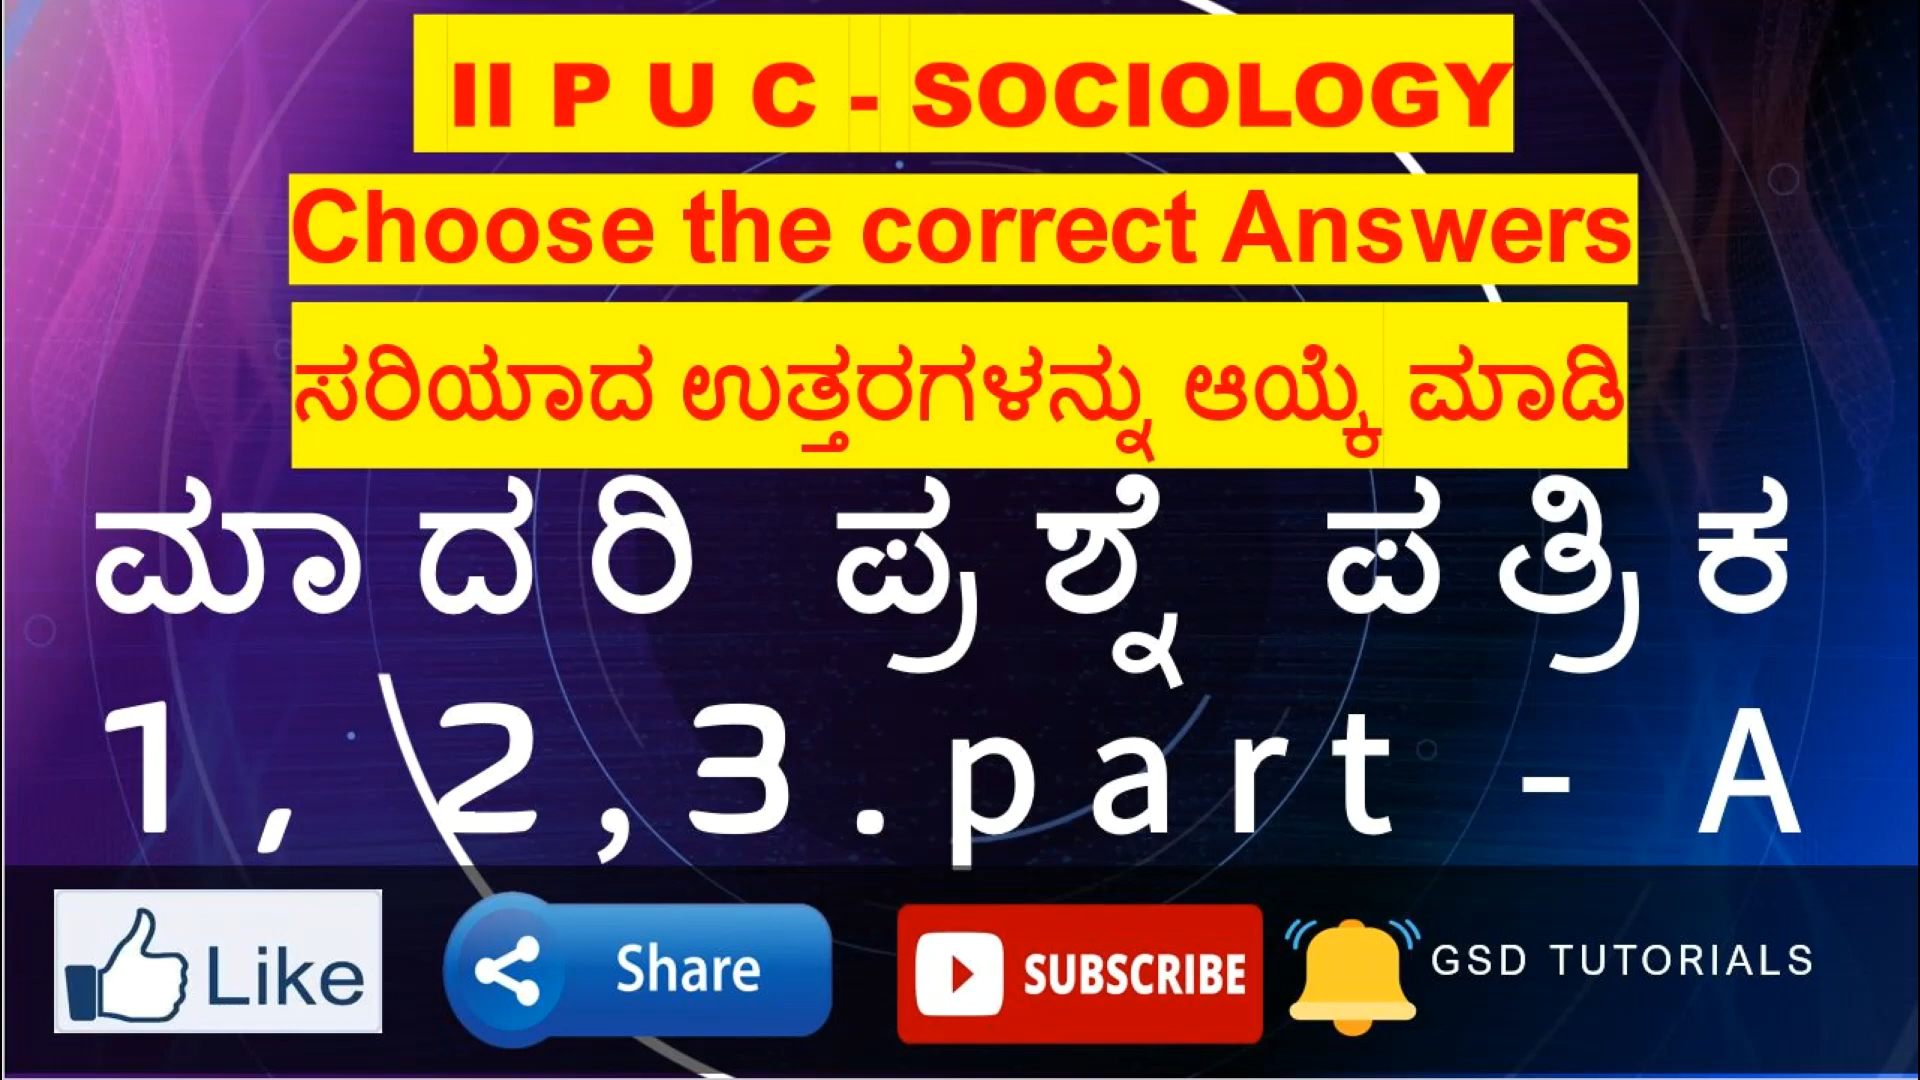 II P U C - SOCIOLOGY
Choose the correct Answers
ಸರಿಯಾದ ಉತ್ತರಗಳನ್ನು ಆಯ್ಕೆ ಮಾಡಿ
ಮಾದರಿ ಪ್ರಶ್ನೆ ಪತ್ರಿಕ
1, 2,3.part - A
Like Share SUBSCRIBE GSD TUTORIALS